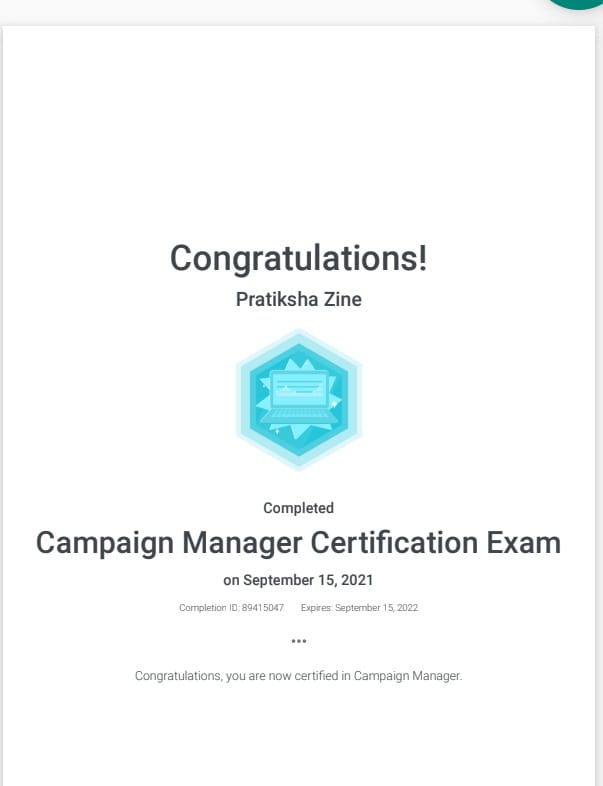 Congratulations!
Pratiksha Zine
Completed
Campaign Manager Certification Exam
on September 15, 2021
Completion ID: 89415047 Expires: September 15, 2022
•••
Congratulations, you are now certified in Campaign Manager.